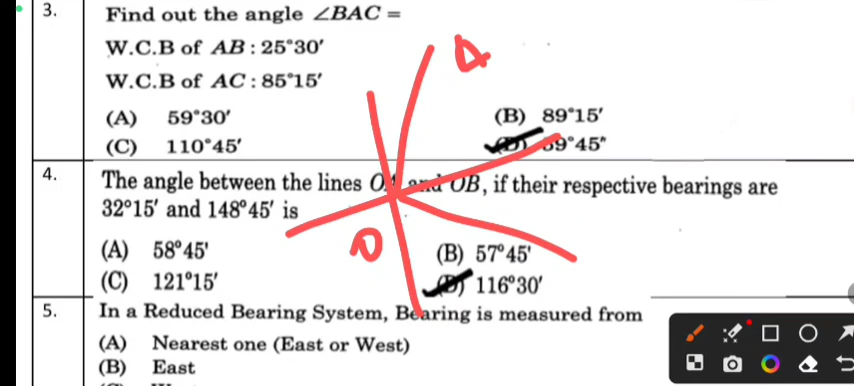 3. Find out the angle ∠BAC =
W.C.B of AB : 25°30′
W.C.B of AC : 85°15′
(A) 59°30′ (B) 89°15′
(C) 110°45′ (D) 59°45"
A
4. The angle between the lines OA and OB, if their respective bearings are
32°15′ and 148°45′ is
O
(A) 58°45' (B) 57°45'
(C) 121°15′ (D) 116°30′
5. In a Reduced Bearing System, Bearing is measured from
(A) Nearest one (East or West)
(B) East